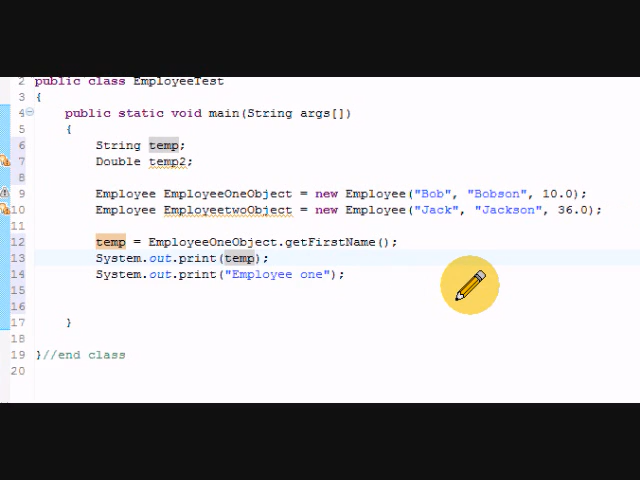 2 public class EmployeeTest
3 {
4 public static void main(String args[])
5 {
6 String temp;
7 Double temp2;
8
9 Employee EmployeeOneObject = new Employee("Bob", "Bobson", 10.0);
10 Employee EmployeetwoObject = new Employee("Jack", "Jackson", 36.0);
11
12 temp = EmployeeOneObject.getFirstName();
13 System.out.print(temp);
14 System.out.print("Employee one");
15
16
17 }
18
19 }//end class
20